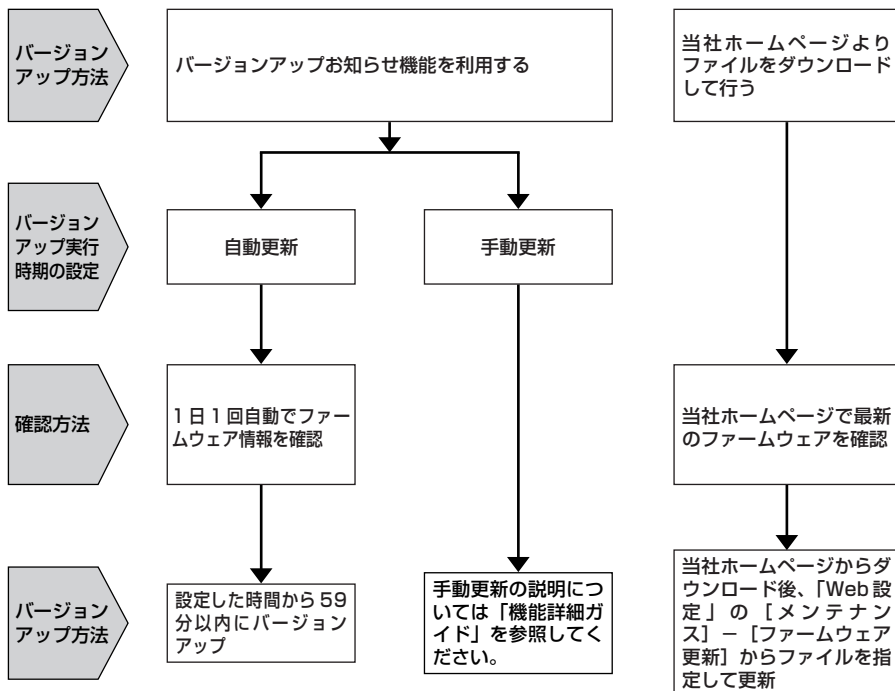 バージョン
アップ方法
バージョンアップお知らせ機能を利用する
当社ホームページより
ファイルをダウンロード
して行う
バージョン
アップ実行
時期の設定
自動更新
手動更新
確認方法
1日1回自動でファー
ムウェア情報を確認
当社ホームページで最新
のファームウェアを確認
バージョン
アップ方法
設定した時間から59
分以内にバージョン
アップ
手動更新の説明につ
いては「機能詳細ガ
イド」を参照してく
ださい。
当社ホームページからダ
ウンロード後、「Web設
定」の［メンテナン
ス］－［ファームウェア
更新］からファイルを指
定して更新